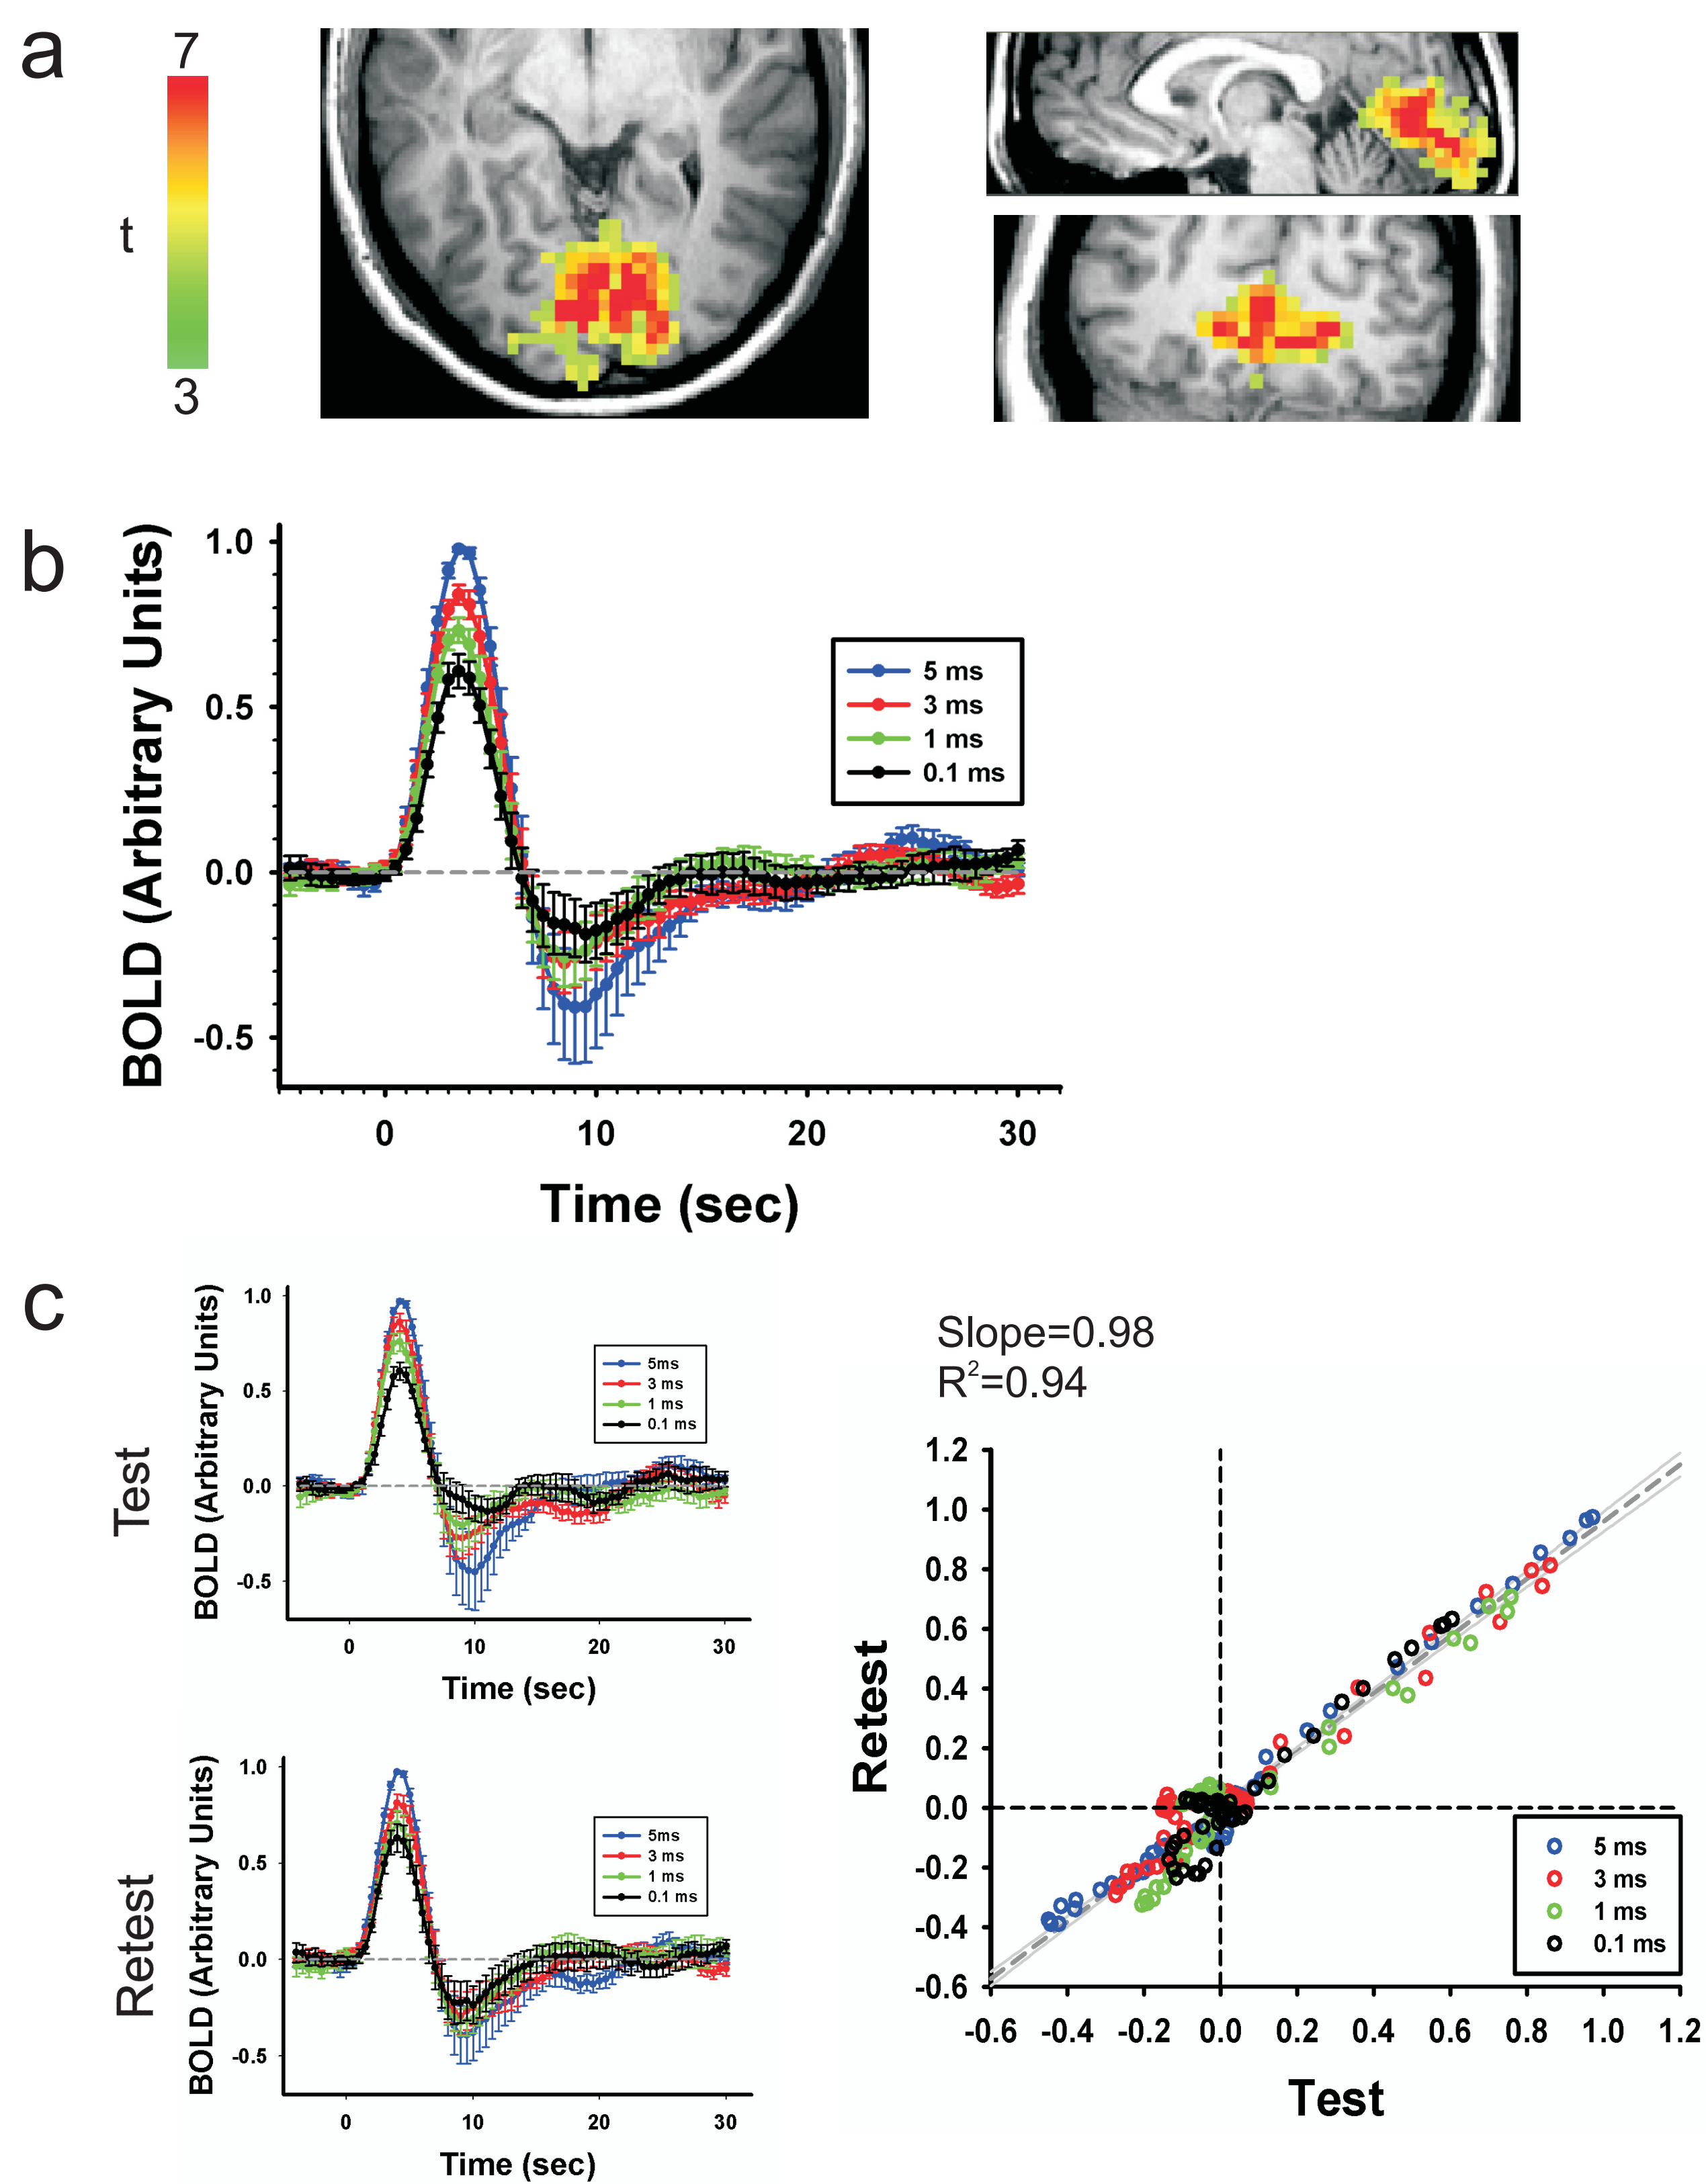 a
7
t
3
b
BOLD (Arbitrary Units)
1.0
0.5
0.0
-0.5
5 ms
3 ms
1 ms
0.1 ms
0 10 20 30
Time (sec)
c
Test
BOLD (Arbitrary Units)
1.0
0.5
0.0
-0.5
5ms
3 ms
1 ms
0.1 ms
0 10 20 30
Time (sec)
Retest
BOLD (Arbitrary Units)
1.0
0.5
0.0
-0.5
5ms
3 ms
1 ms
0.1 ms
0 10 20 30
Time (sec)
Slope=0.98
R²=0.94
Retest
1.2
1.0
0.8
0.6
0.4
0.2
0.0
-0.2
-0.4
-0.6
5 ms
3 ms
1 ms
0.1 ms
-0.6 -0.4 -0.2 0.0 0.2 0.4 0.6 0.8 1.0 1.2
Test